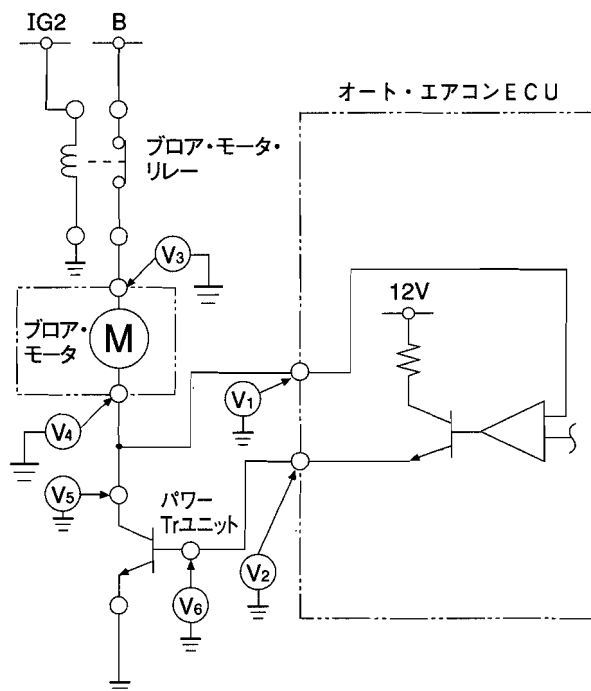 IG2
B
オート・エアコンECU
ブロア・モータ・
リレー
V3
12V
ブロア・
モータ
M
V1
V4
V5
パワー
Trユニット
V2
V6